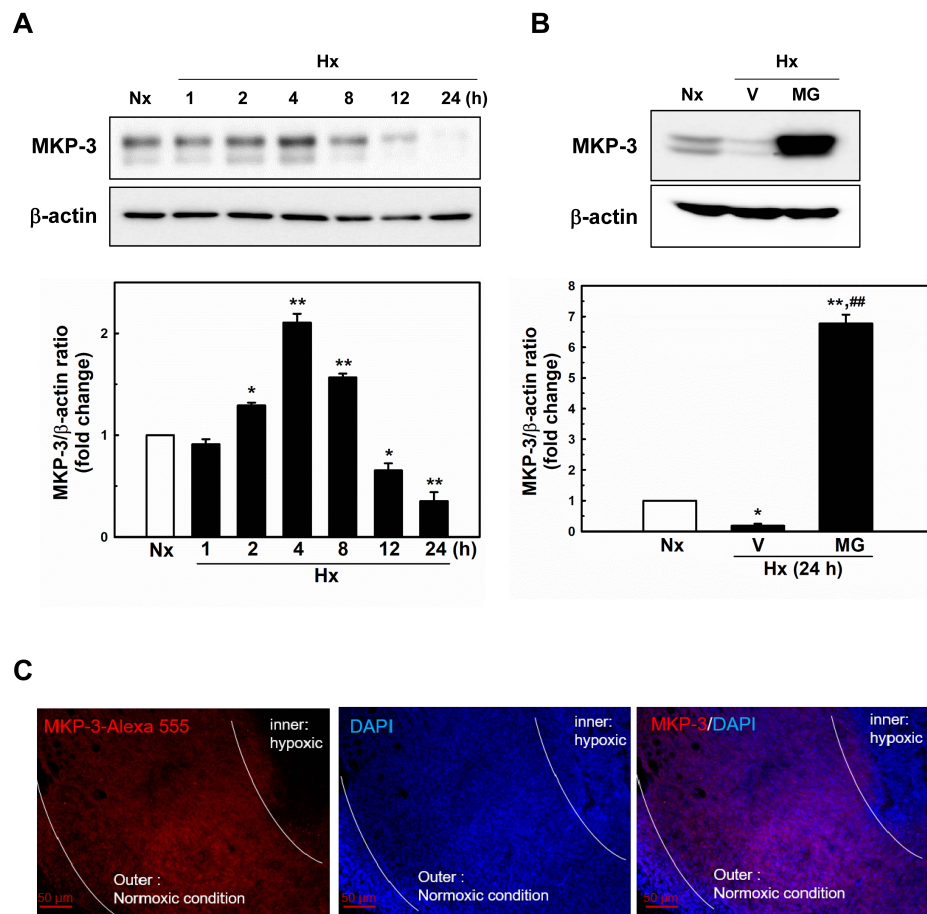 A
Hx
Nx 1 2 4 8 12 24 (h)
MKP-3
β-actin
MKP-3/β-actin ratio
(fold change)
2
1
0
*
**
**
*
**
Nx 1 2 4 8 12 24 (h)
Hx
B
Hx
Nx V MG
MKP-3
β-actin
MKP-3/β-actin ratio
(fold change)
8
7
6
5
4
3
2
1
0
*
**,##
Nx V MG
Hx (24 h)
C
MKP-3-Alexa 555
inner:
hypoxic
Outer :
Normoxic condition
50 µm
DAPI
inner:
hypoxic
Outer :
Normoxic condition
50 µm
MKP-3/DAPI
inner:
hypoxic
Outer :
Normoxic condition
50 µm